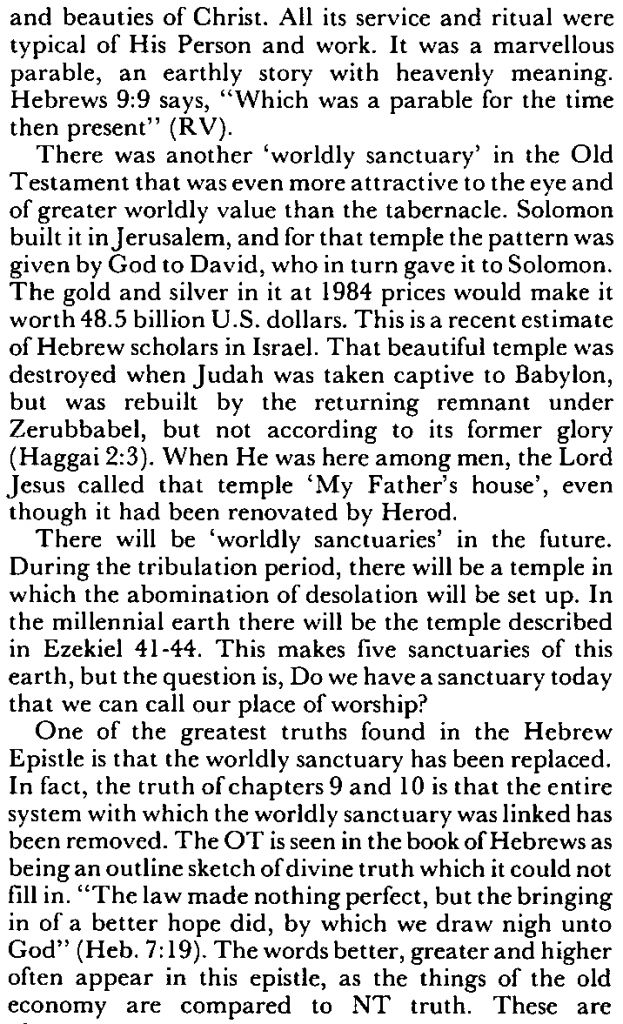 and beauties of Christ. All its service and ritual were
typical of His Person and work. It was a marvellous
parable, an earthly story with heavenly meaning.
Hebrews 9:9 says, “Which was a parable for the time
then present” (RV).
There was another ‘worldly sanctuary’ in the Old
Testament that was even more attractive to the eye and
of greater worldly value than the tabernacle. Solomon
built it in Jerusalem, and for that temple the pattern was
given by God to David, who in turn gave it to Solomon.
The gold and silver in it at 1984 prices would make it
worth 48.5 billion U.S. dollars. This is a recent estimate
of Hebrew scholars in Israel. That beautiful temple was
destroyed when Judah was taken captive to Babylon,
but was rebuilt by the returning remnant under
Zerubbabel, but not according to its former glory
(Haggai 2:3). When He was here among men, the Lord
Jesus called that temple ‘My Father’s house’, even
though it had been renovated by Herod.
There will be ‘worldly sanctuaries’ in the future.
During the tribulation period, there will be a temple in
which the abomination of desolation will be set up. In
the millennial earth there will be the temple described
in Ezekiel 41-44. This makes five sanctuaries of this
earth, but the question is, Do we have a sanctuary today
that we can call our place of worship?
One of the greatest truths found in the Hebrew
Epistle is that the worldly sanctuary has been replaced.
In fact, the truth of chapters 9 and 10 is that the entire
system with which the worldly sanctuary was linked has
been removed. The OT is seen in the book of Hebrews as
being an outline sketch of divine truth which it could not
fill in. “The law made nothing perfect, but the bringing
in of a better hope did, by which we draw nigh unto
God” (Heb. 7:19). The words better, greater and higher
often appear in this epistle, as the things of the old
economy are compared to NT truth. These are